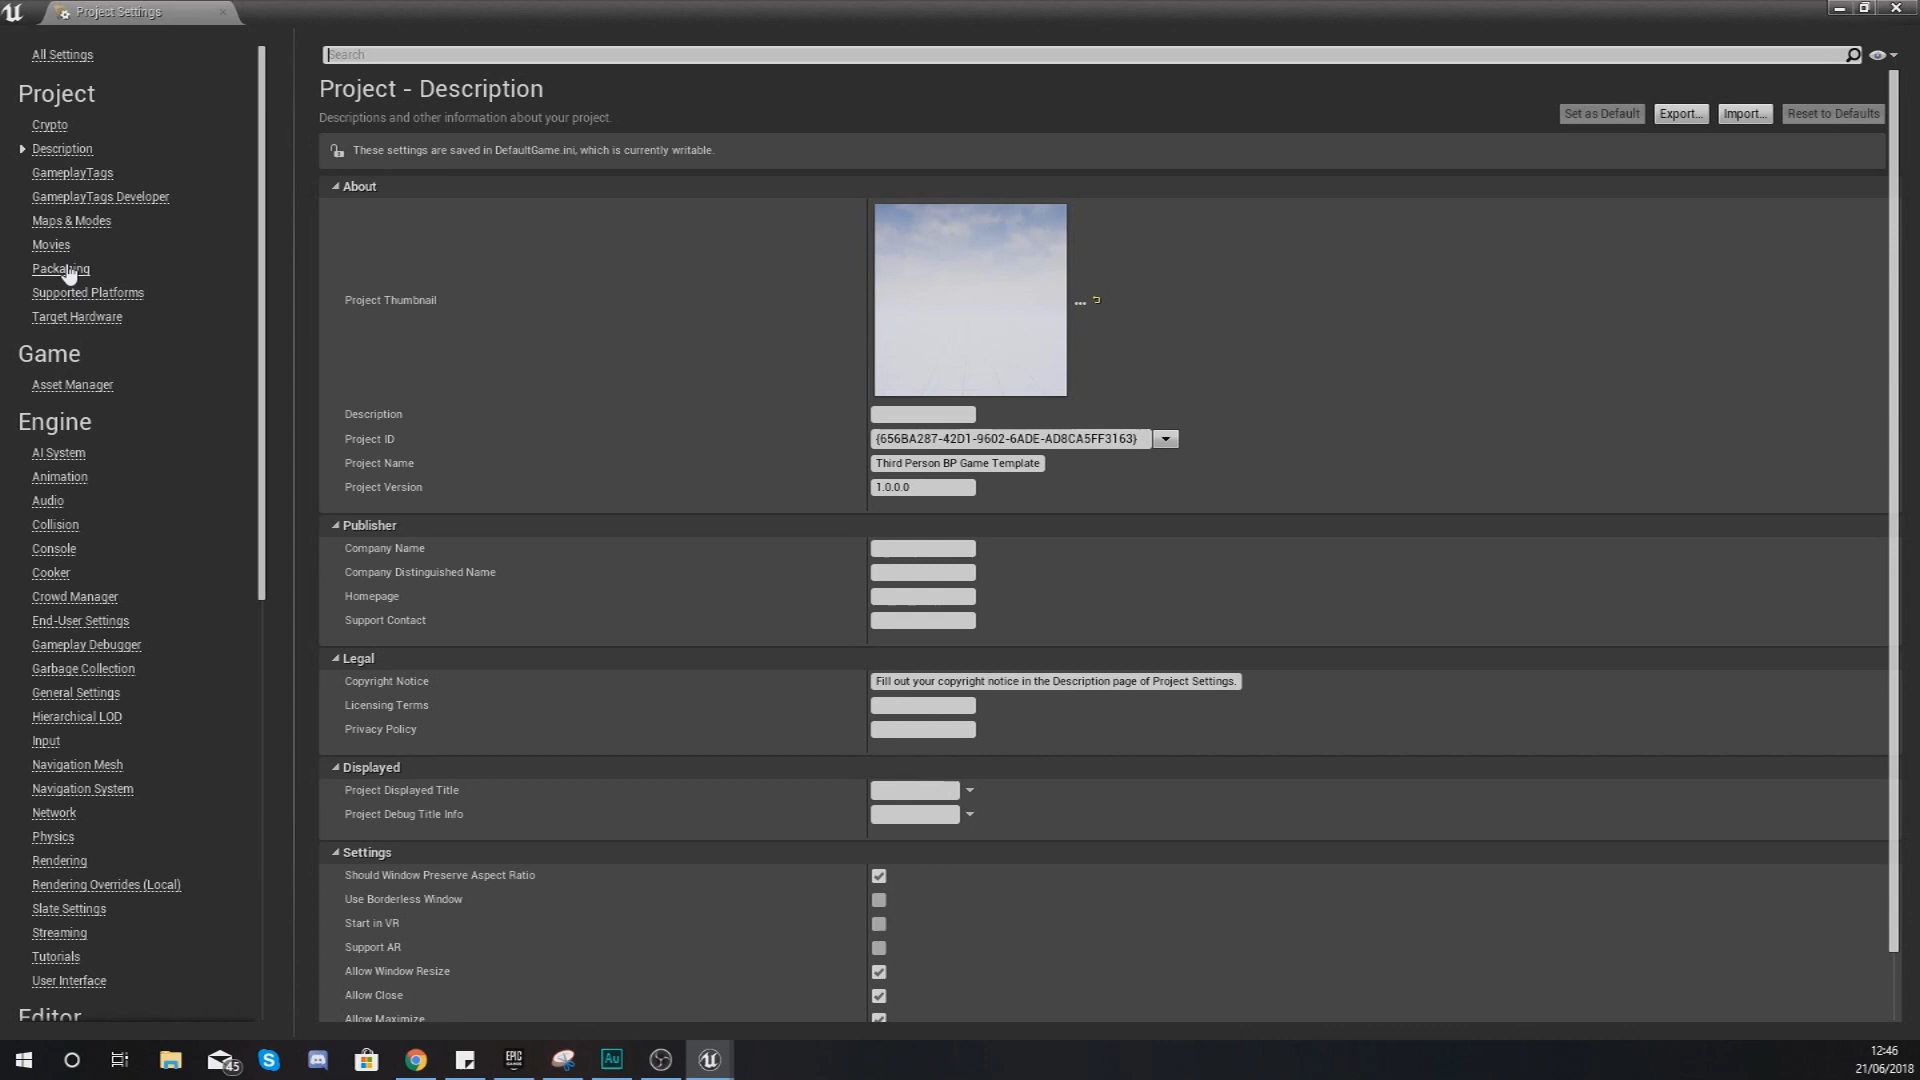 Project Settings
All Settings
Project
Crypto
Description
GameplayTags
GameplayTags Developer
Maps & Modes
Movies
Packaging
Supported Platforms
Target Hardware
Game
Asset Manager
Engine
AI System
Animation
Audio
Collision
Console
Cooker
Crowd Manager
End-User Settings
Gameplay Debugger
Garbage Collection
General Settings
Hierarchical LOD
Input
Navigation Mesh
Navigation System
Network
Physics
Rendering
Rendering Overrides (Local)
Slate Settings
Streaming
Tutorials
User Interface
Editor
Search
Project - Description
Descriptions and other information about your project.
Set as Default Export... Import... Reset to Defaults
These settings are saved in DefaultGame.ini, which is currently writable.
About
Project Thumbnail
Description
Project ID {656BA287-42D1-9602-6ADE-AD8CA5FF3163}
Project Name Third Person BP Game Template
Project Version 1.0.0.0
Publisher
Company Name
Company Distinguished Name
Homepage
Support Contact
Legal
Copyright Notice Fill out your copyright notice in the Description page of Project Settings.
Licensing Terms
Privacy Policy
Displayed
Project Displayed Title
Project Debug Title Info
Settings
Should Window Preserve Aspect Ratio
Use Borderless Window
Start in VR
Support AR
Allow Window Resize
Allow Close
Allow Maximize
45
EPIC
GAMES
Au
12:46
21/06/2018